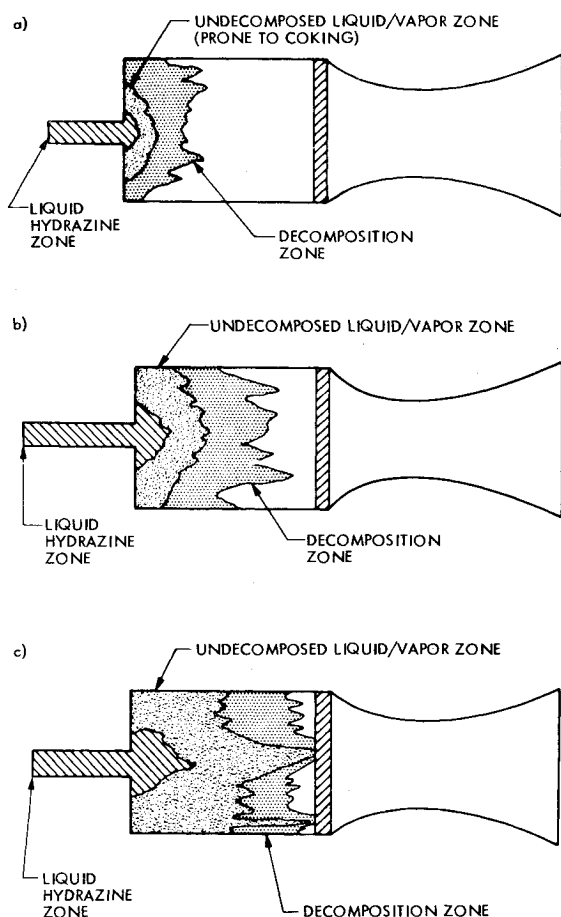 a)
UNDECOMPOSED LIQUID/VAPOR ZONE
(PRONE TO COKING)
LIQUID
HYDRAZINE
ZONE
DECOMPOSITION
ZONE
b)
UNDECOMPOSED LIQUID/VAPOR ZONE
LIQUID
HYDRAZINE
ZONE
DECOMPOSITION
ZONE
c)
UNDECOMPOSED LIQUID/VAPOR ZONE
LIQUID
HYDRAZINE
ZONE
DECOMPOSITION ZONE